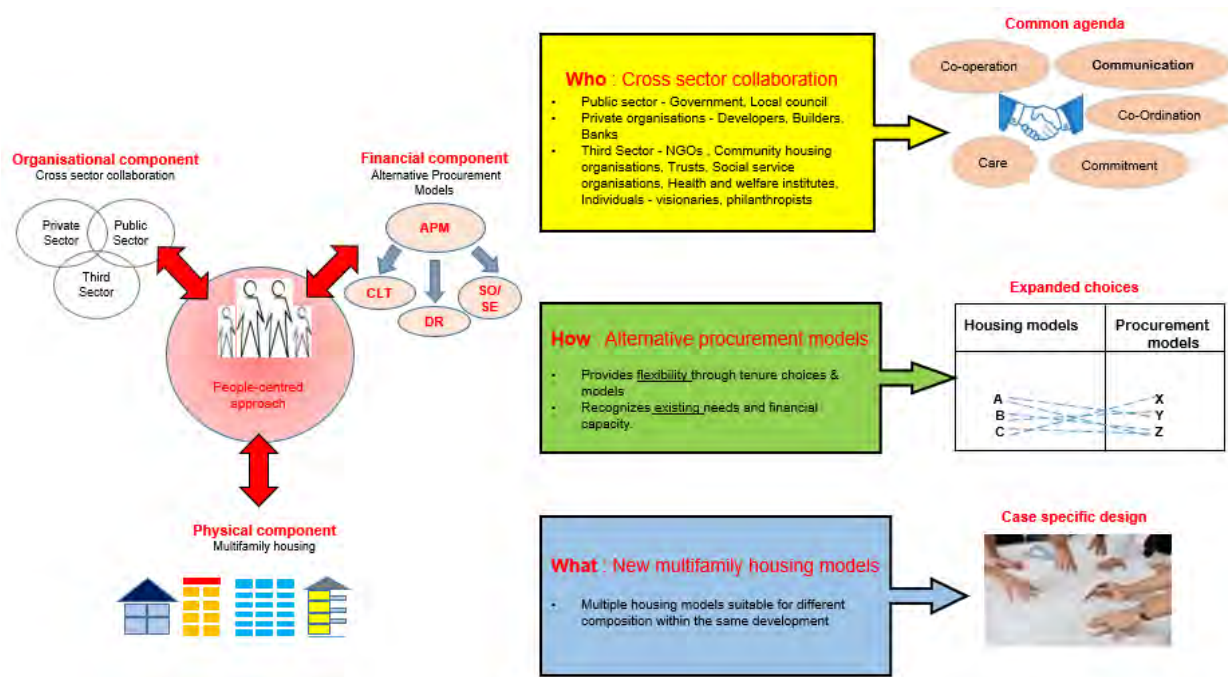 Organisational component
Cross sector collaboration
Private
Sector
Public
Sector
Third
Sector
Financial component
Alternative Procurement
Models
APM
CLT
DR
SO/
SE
People-centred
approach
Physical component
Multifamily housing
Who : Cross sector collaboration
• Public sector - Government, Local council
• Private organisations - Developers, Builders,
Banks
• Third Sector - NGOs , Community housing
organisations, Trusts, Social service
organisations, Health and welfare institutes,
Individuals - visionaries, philanthropists
Common agenda
Co-operation
Communication
Co-Ordination
Care
Commitment
How : Alternative procurement models
• Provides flexibility through tenure choices &
models
• Recognizes existing needs and financial
capacity.
Expanded choices
Housing models
Procurement
models
A
B
C
X
Y
Z
What : New multifamily housing models
• Multiple housing models suitable for different
composition within the same development
Case specific design